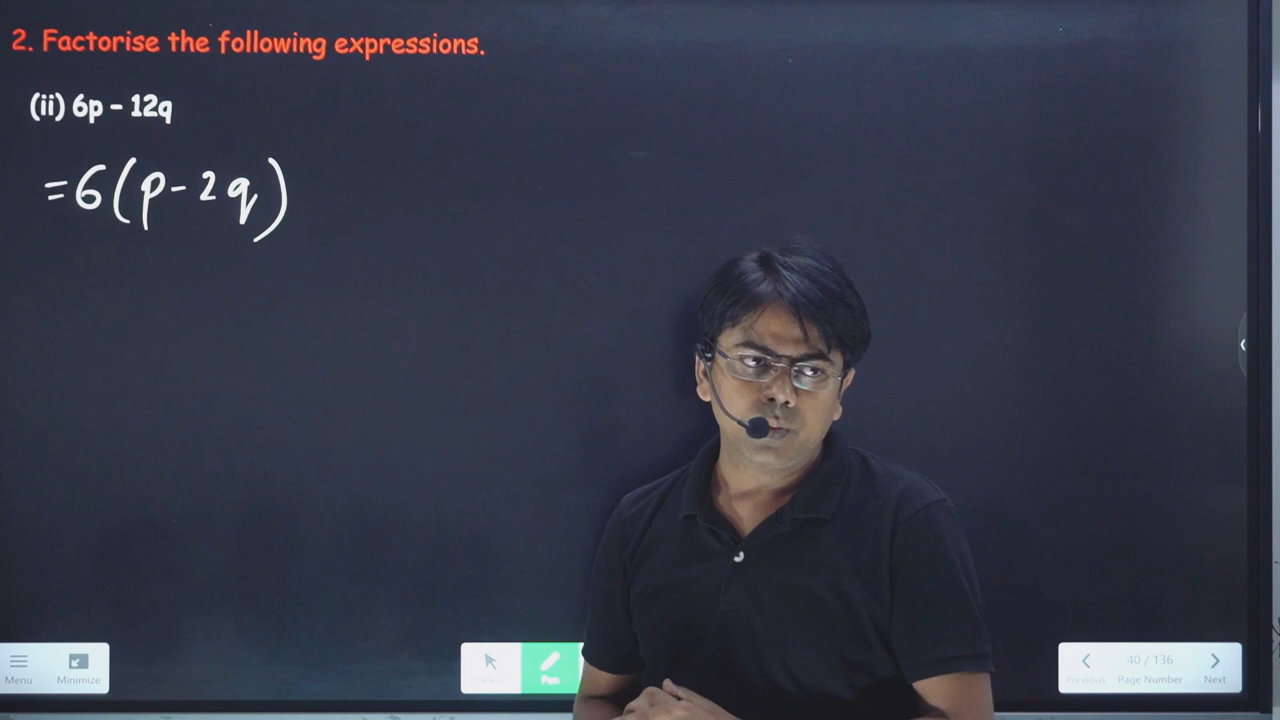 2. Factorise the following expressions.
(ii) 6p – 12q
= 6(p - 2q)
Menu
Minimize
Pen
40 / 136
Previous
Page Number
Next